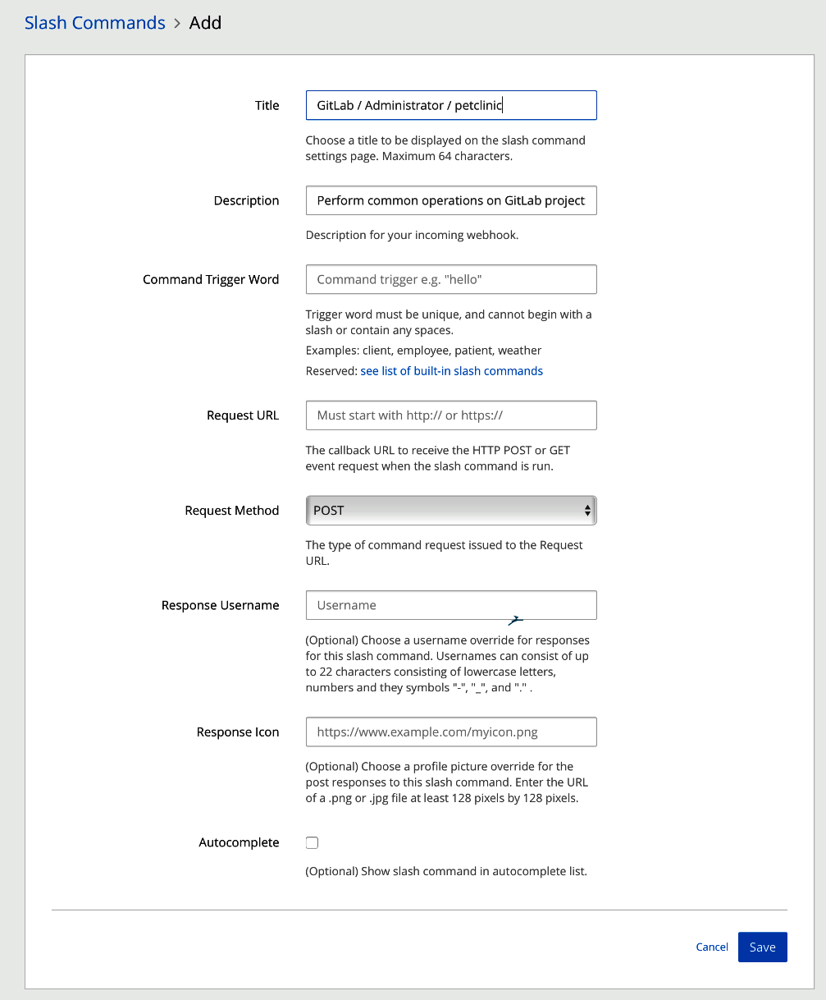 Slash Commands > Add
Title
GitLab / Administrator / petclinic
Choose a title to be displayed on the slash command
settings page. Maximum 64 characters.
Description
Perform common operations on GitLab project
Description for your incoming webhook.
Command Trigger Word
Command trigger e.g. "hello"
Trigger word must be unique, and cannot begin with a
slash or contain any spaces.
Examples: client, employee, patient, weather
Reserved: see list of built-in slash commands
Request URL
Must start with http:// or https://
The callback URL to receive the HTTP POST or GET
event request when the slash command is run.
Request Method
POST
The type of command request issued to the Request
URL.
Response Username
Username
(Optional) Choose a username override for responses
for this slash command. Usernames can consist of up
to 22 characters consisting of lowercase letters,
numbers and they symbols "-", "_", and "." .
Response Icon
https://www.example.com/myicon.png
(Optional) Choose a profile picture override for the
post responses to this slash command. Enter the URL
of a .png or .jpg file at least 128 pixels by 128 pixels.
Autocomplete
(Optional) Show slash command in autocomplete list.
Cancel
Save